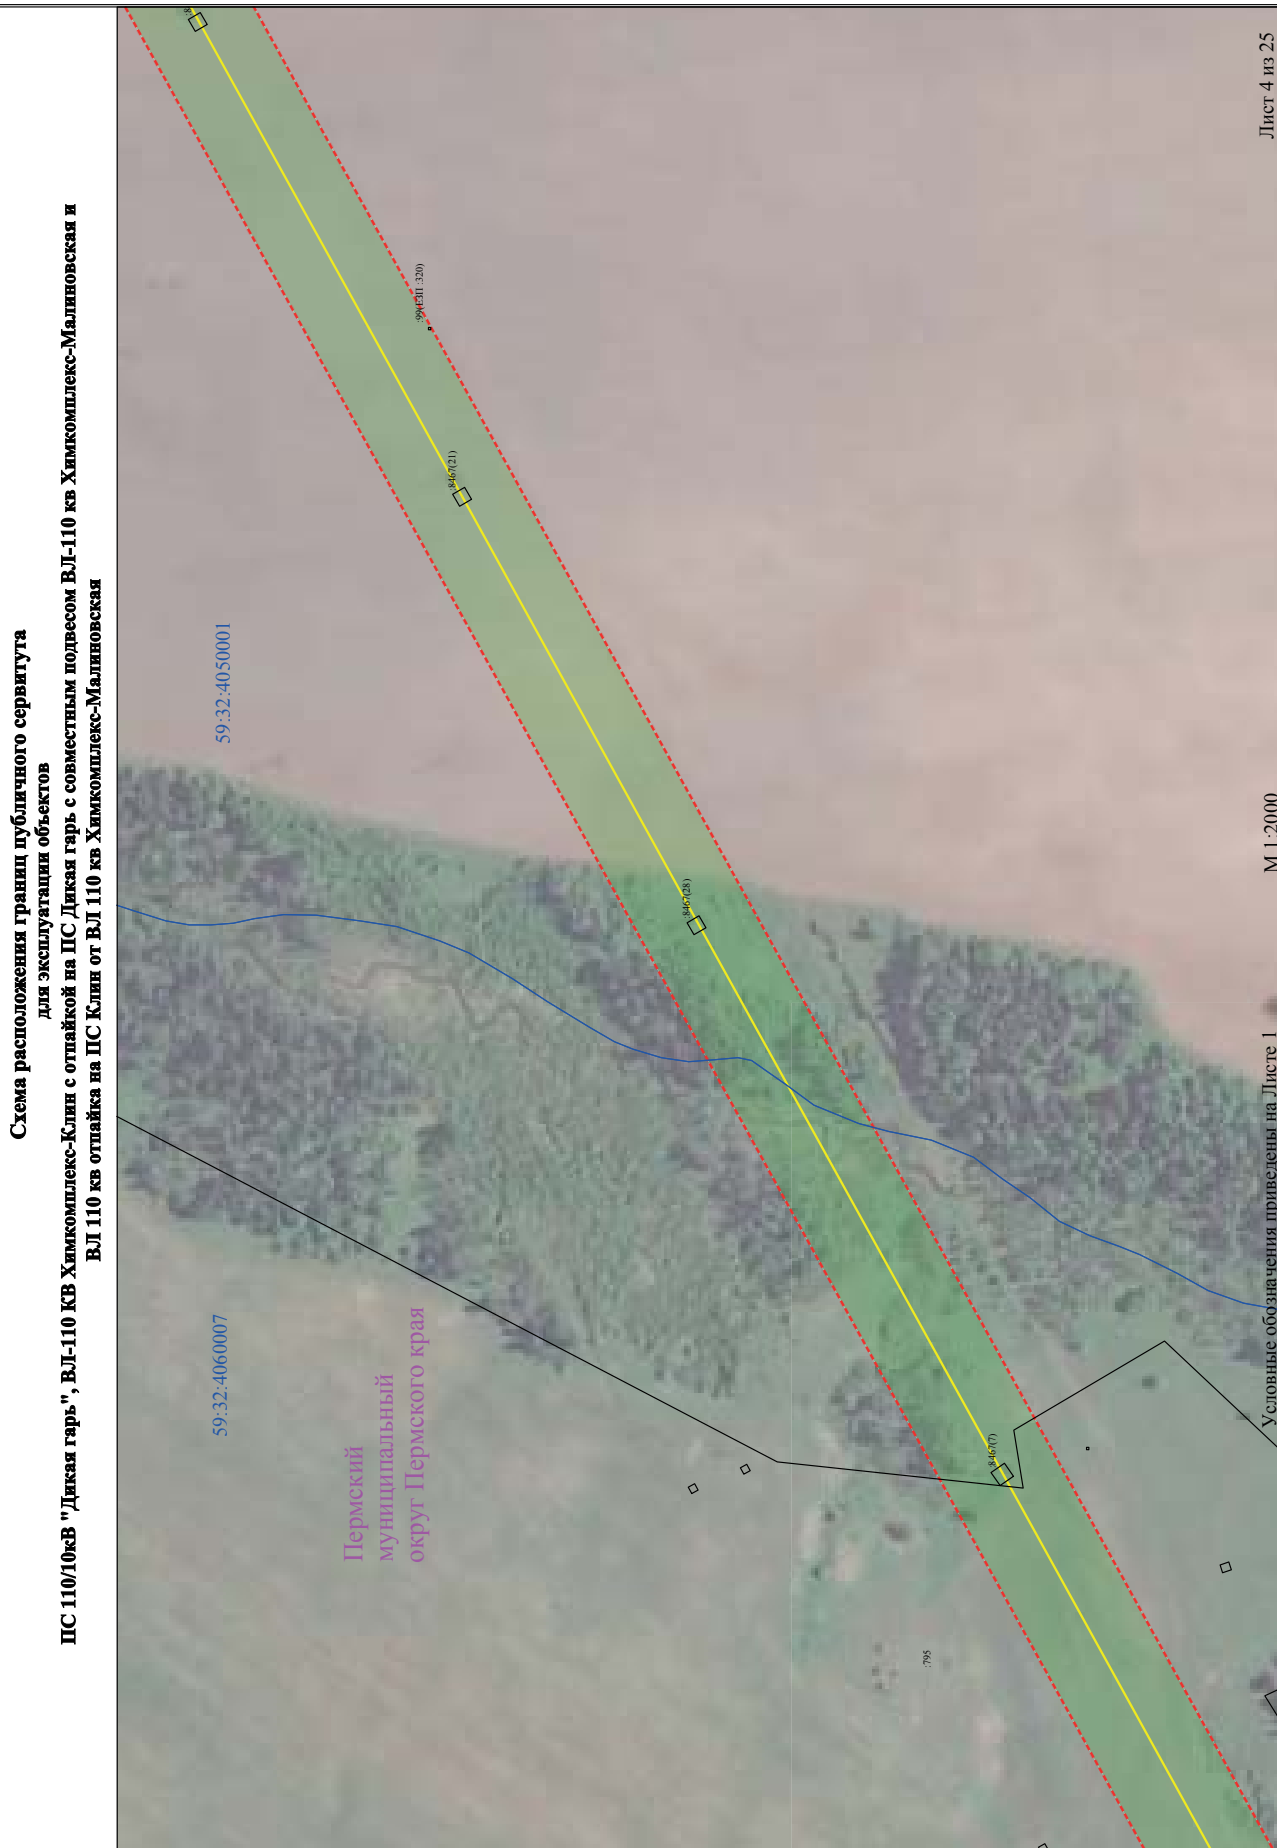 Схема расположения границ публичного сервитута
для эксплуатации объектов
ПС 110/10кВ "Дикая гарь", ВЛ-110 КВ Химкомплекс-Клин с отпайкой на ПС Дикая гарь с совместным подвесом ВЛ-110 кв Химкомплекс-Малиновская и
ВЛ 110 кв отпайка на ПС Клин от ВЛ 110 кв Химкомплекс-Малиновская
59:32:4060007
59:32:4050001
Пермский
муниципальный
округ Пермского края
:99(ЕЗП :320)
:8467(21)
:8467(28)
:8467(7)
:795
Условные обозначения приведены на Листе 1
М 1:2000
Лист 4 из 25